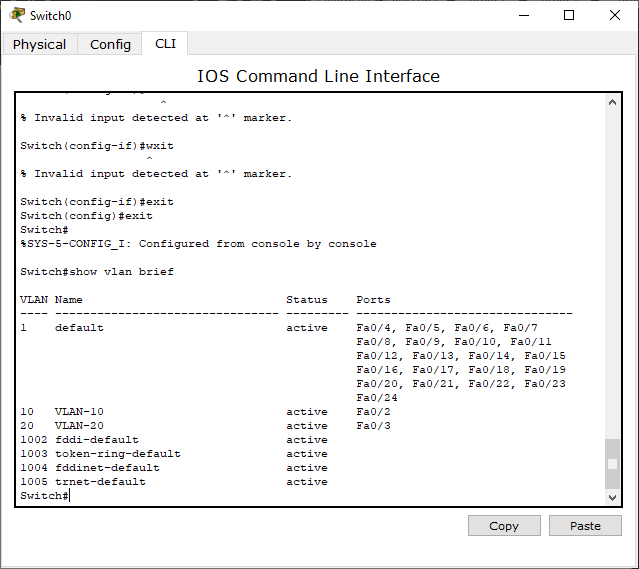 Switch0
Physical Config CLI
IOS Command Line Interface
^
% Invalid input detected at '^' marker.
Switch(config-if)#wxit
^
% Invalid input detected at '^' marker.
Switch(config-if)#exit
Switch(config)#exit
Switch#
%SYS-5-CONFIG_I: Configured from console by console
Switch#show vlan brief
VLAN Name Status Ports
---- -------------------------------- --------- -------------------------------
1 default active Fa0/4, Fa0/5, Fa0/6, Fa0/7
Fa0/8, Fa0/9, Fa0/10, Fa0/11
Fa0/12, Fa0/13, Fa0/14, Fa0/15
Fa0/16, Fa0/17, Fa0/18, Fa0/19
Fa0/20, Fa0/21, Fa0/22, Fa0/23
Fa0/24
10 VLAN-10 active Fa0/2
20 VLAN-20 active Fa0/3
1002 fddi-default active
1003 token-ring-default active
1004 fddinet-default active
1005 trnet-default active
Switch#
Copy Paste